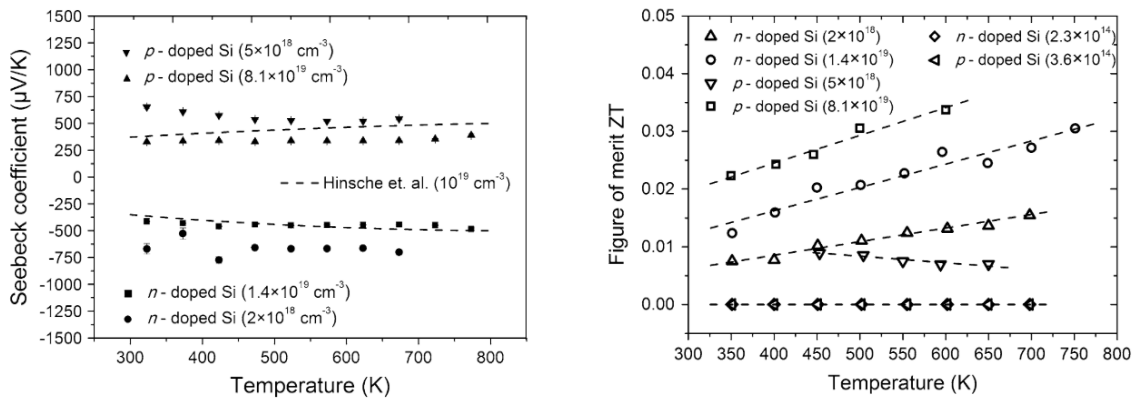 1500
1250
1000
750
500
250
0
-250
-500
-750
-1000
-1250
-1500
Seebeck coefficient (µV/K)
p - doped Si (5×10¹⁸ cm⁻³)
p - doped Si (8.1×10¹⁹ cm⁻³)
Hinsche et. al. (10¹⁹ cm⁻³)
n - doped Si (1.4×10¹⁹ cm⁻³)
n - doped Si (2×10¹⁸ cm⁻³)
300 400 500 600 700 800
Temperature (K)
0.05
0.04
0.03
0.02
0.01
0.00
Figure of merit ZT
n - doped Si (2×10¹⁸) n - doped Si (2.3×10¹⁴)
n - doped Si (1.4×10¹⁹) p - doped Si (3.6×10¹⁴)
p - doped Si (5×10¹⁸)
p - doped Si (8.1×10¹⁹)
300 350 400 450 500 550 600 650 700 750 800
Temperature (K)